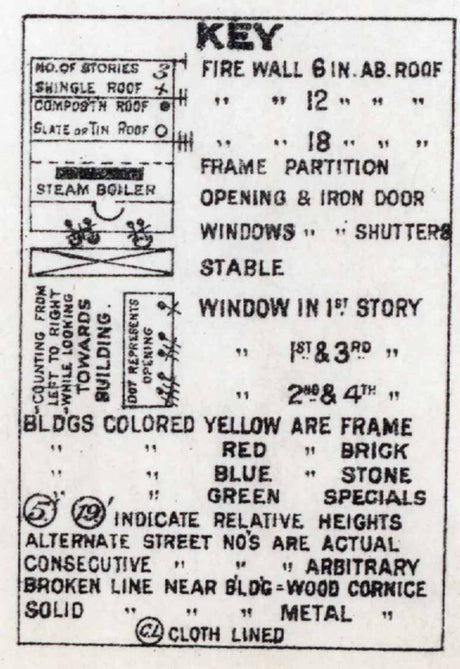 KEY
NO. OF STORIES 3
SHINGLE ROOF x
COMPOSTN ROOF ●
SLATE OR TIN ROOF O
STEAM BOILER
FIRE WALL 6 IN. AB. ROOF
" " 12 " " "
" " 18 " " "
FRAME PARTITION
OPENING & IRON DOOR
WINDOWS " " SHUTTERS
STABLE
"COUNTING FROM
LEFT TO RIGHT
"WHILE LOOKING
TOWARDS
BUILDING.
DOT REPRESENTS
OPENING
WINDOW IN 1ST STORY
" 1ST & 3RD "
" 2ND & 4TH "
BLDGS COLORED YELLOW ARE FRAME
" " RED " BRICK
" " BLUE " STONE
" " GREEN SPECIALS
5' 19' INDICATE RELATIVE HEIGHTS
ALTERNATE STREET NO'S ARE ACTUAL
CONSECUTIVE " " " ARBITRARY
BROKEN LINE NEAR BLDG = WOOD CORNICE
SOLID " " " METAL "
CL CLOTH LINED